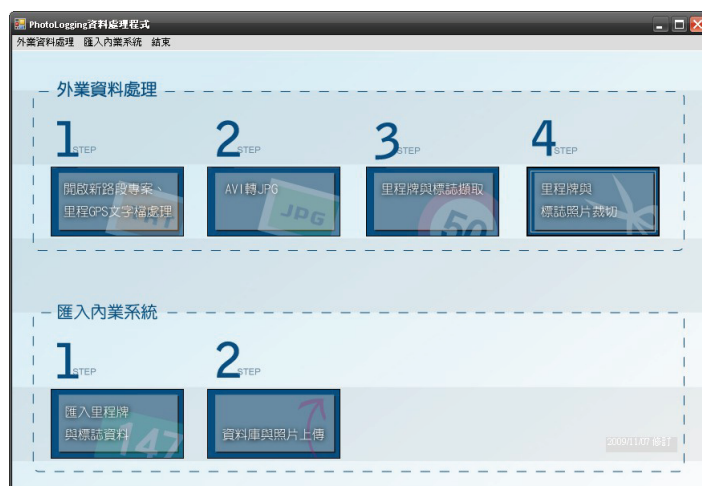 PhotoLogging資料處理程式
外業資料處理 匯入內業系統 結束
外業資料處理
1 STEP
2 STEP
3 STEP
4 STEP
開啟新路段專案、
里程GPS文字檔處理
AVI轉JPG
JPG
里程牌與標誌擷取
50
里程牌與
標誌照片裁切
匯入內業系統
1 STEP
2 STEP
匯入里程牌
與標誌資料
147
資料庫與照片上傳
2009/11/07 修訂